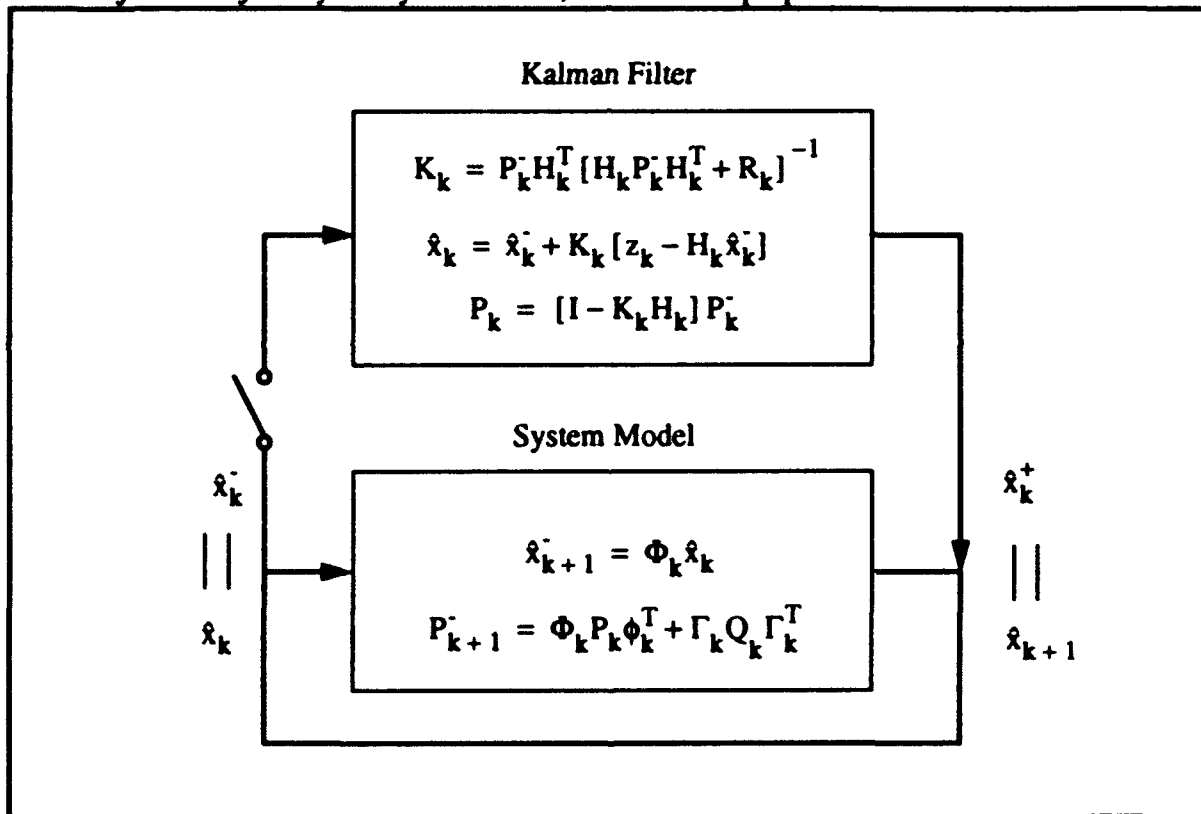 Kalman Filter
K_k = P_k^- H_k^T [H_k P_k^- H_k^T + R_k]^{-1}
x̂_k = x̂_k^- + K_k [z_k − H_k x̂_k^-]
P_k = [I − K_k H_k] P_k^-
System Model
x̂_k^-
||
x̂_k
x̂_{k+1}^- = Φ_k x̂_k
P_{k+1}^- = Φ_k P_k ϕ_k^T + Γ_k Q_k Γ_k^T
x̂_k^+
||
x̂_{k+1}